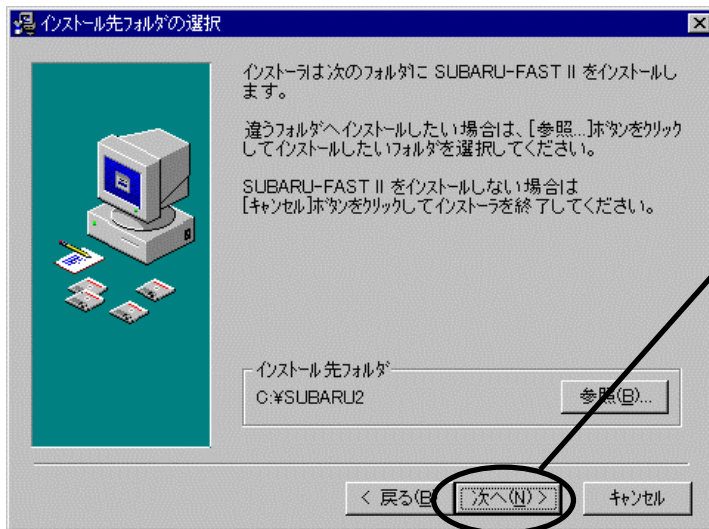 インストール先フォルダの選択
インストーラは次のフォルダに SUBARU-FAST II をインストールし
ます。
違うフォルダへインストールしたい場合は、[参照...]ボタンをクリック
してインストールしたいフォルダを選択してください。
SUBARU-FAST II をインストールしない場合は
[キャンセル]ボタンをクリックしてインストーラを終了してください。
インストール先フォルダ
C:¥SUBARU2
参照(B)...
< 戻る(B
次へ(N) >
キャンセル